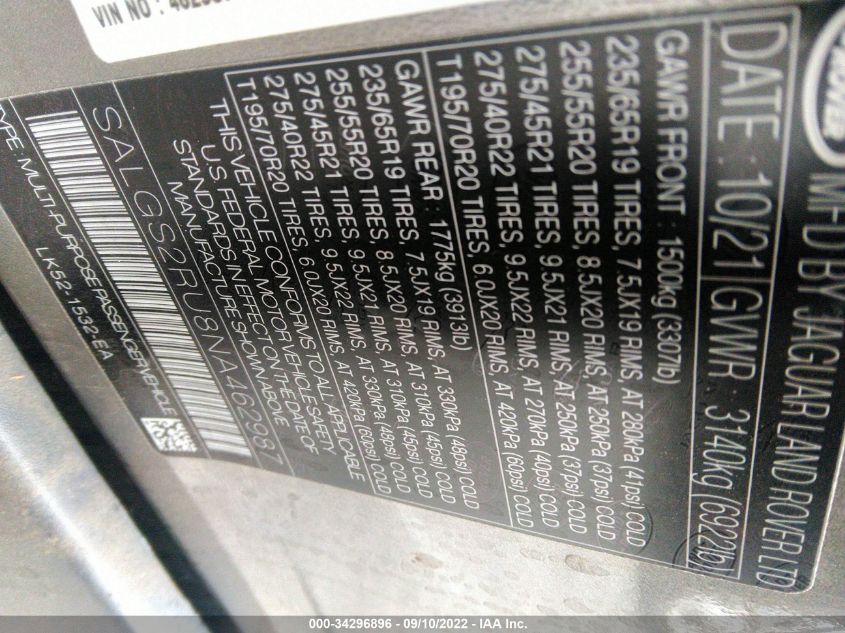 VIN NO :
ROVER
MFD BY JAGUAR LAND ROVER LTD
DATE : 10/21 GVWR : 3140kg (6922lb)
GAWR FRONT : 1500kg (3307lb)
235/65R19 TIRES, 7.5JX19 RIMS, AT 280kPa (41psi) COLD
255/55R20 TIRES, 8.5JX20 RIMS, AT 250kPa (37psi) COLD
275/45R21 TIRES, 9.5JX21 RIMS, AT 250kPa (37psi) COLD
275/40R22 TIRES, 9.5JX22 RIMS, AT 270kPa (40psi) COLD
T195/70R20 TIRES, 6.0JX20 RIMS, AT 420kPa (60psi) COLD
GAWR REAR : 1775kg (3913lb)
235/65R19 TIRES, 7.5JX19 RIMS, AT 330kPa (48psi) COLD
255/55R20 TIRES, 8.5JX20 RIMS, AT 310kPa (45psi) COLD
275/45R21 TIRES, 9.5JX21 RIMS, AT 310kPa (45psi) COLD
275/40R22 TIRES, 9.5JX22 RIMS, AT 330kPa (48psi) COLD
T195/70R20 TIRES, 6.0JX20 RIMS, AT 420kPa (60psi) COLD
THIS VEHICLE CONFORMS TO ALL APPLICABLE
U.S. FEDERAL MOTOR VEHICLE SAFETY
STANDARDS IN EFFECT ON THE DATE OF
MANUFACTURE SHOWN ABOVE
SALGS2RU8NA462987
TYPE MULTI-PURPOSE PASSENGER VEHICLE
LK52-1532-EA
000-34296896 - 09/10/2022 - IAA Inc.